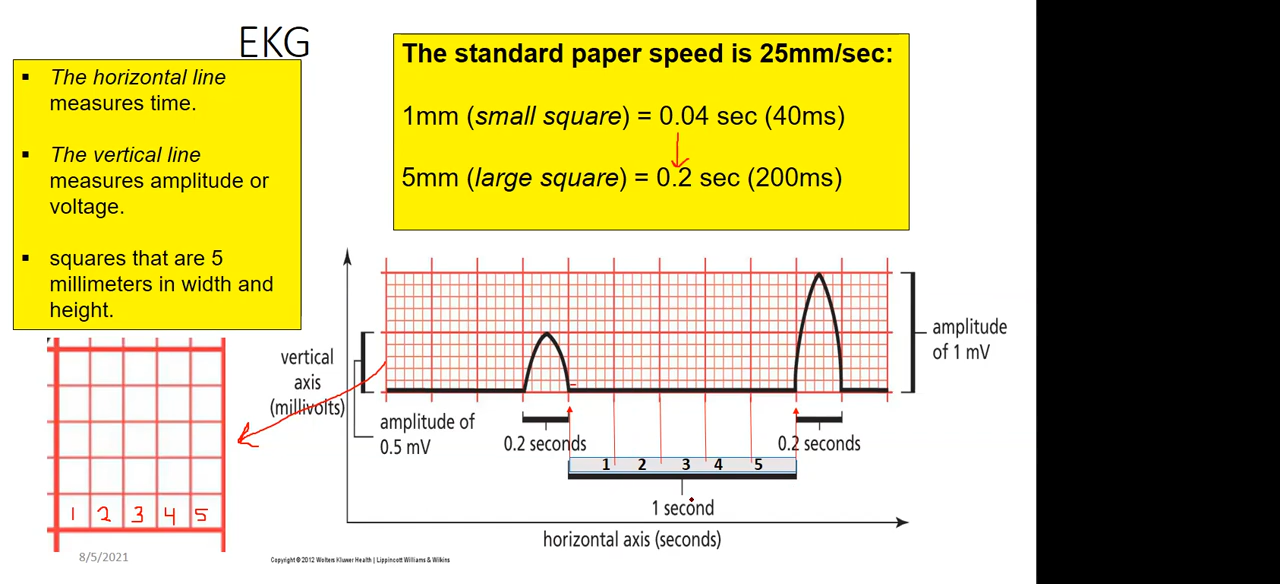 EKG
▪ The horizontal line
measures time.
▪ The vertical line
measures amplitude or
voltage.
▪ squares that are 5
millimeters in width and
height.
The standard paper speed is 25mm/sec:
1mm (small square) = 0.04 sec (40ms)
5mm (large square) = 0.2 sec (200ms)
vertical
axis
(millivolts)
amplitude of
0.5 mV
0.2 seconds
0.2 seconds
amplitude
of 1 mV
1 2 3 4 5
1 second
horizontal axis (seconds)
1 2 3 4 5
8/5/2021
Copyright © 2012 Wolters Kluwer Health | Lippincott Williams & Wilkins